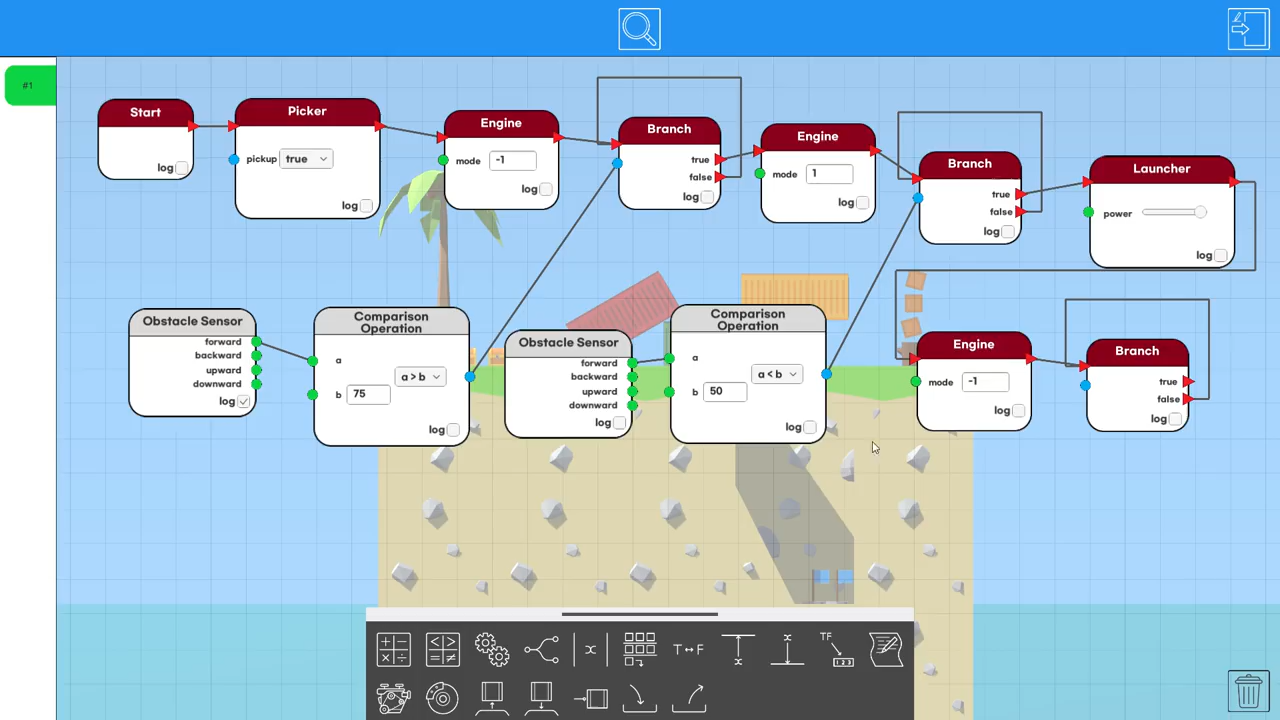 #1
Start
log
Picker
pickup true
log
Engine
mode -1
log
Branch
true
false
log
Engine
mode 1
log
Branch
true
false
log
Launcher
power
log
Obstacle Sensor
forward
backward
upward
downward
log
Comparison
Operation
a
a > b
b 75
log
Obstacle Sensor
forward
backward
upward
downward
log
Comparison
Operation
a
a < b
b 50
log
Engine
mode -1
log
Branch
true
false
log
x
T↔F
x
x
TF
123